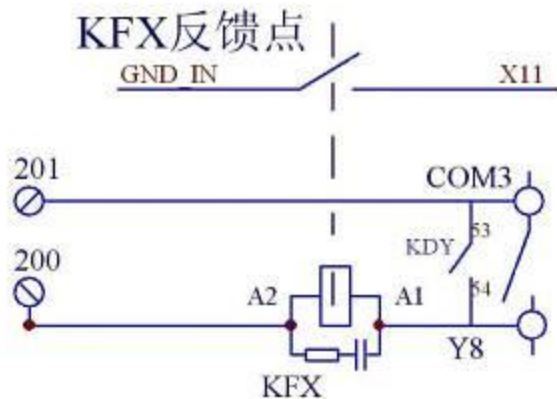 KFX反馈点
GND_IN X11
201 COM3
53
KDY
200
54
A2 A1
Y8
KFX